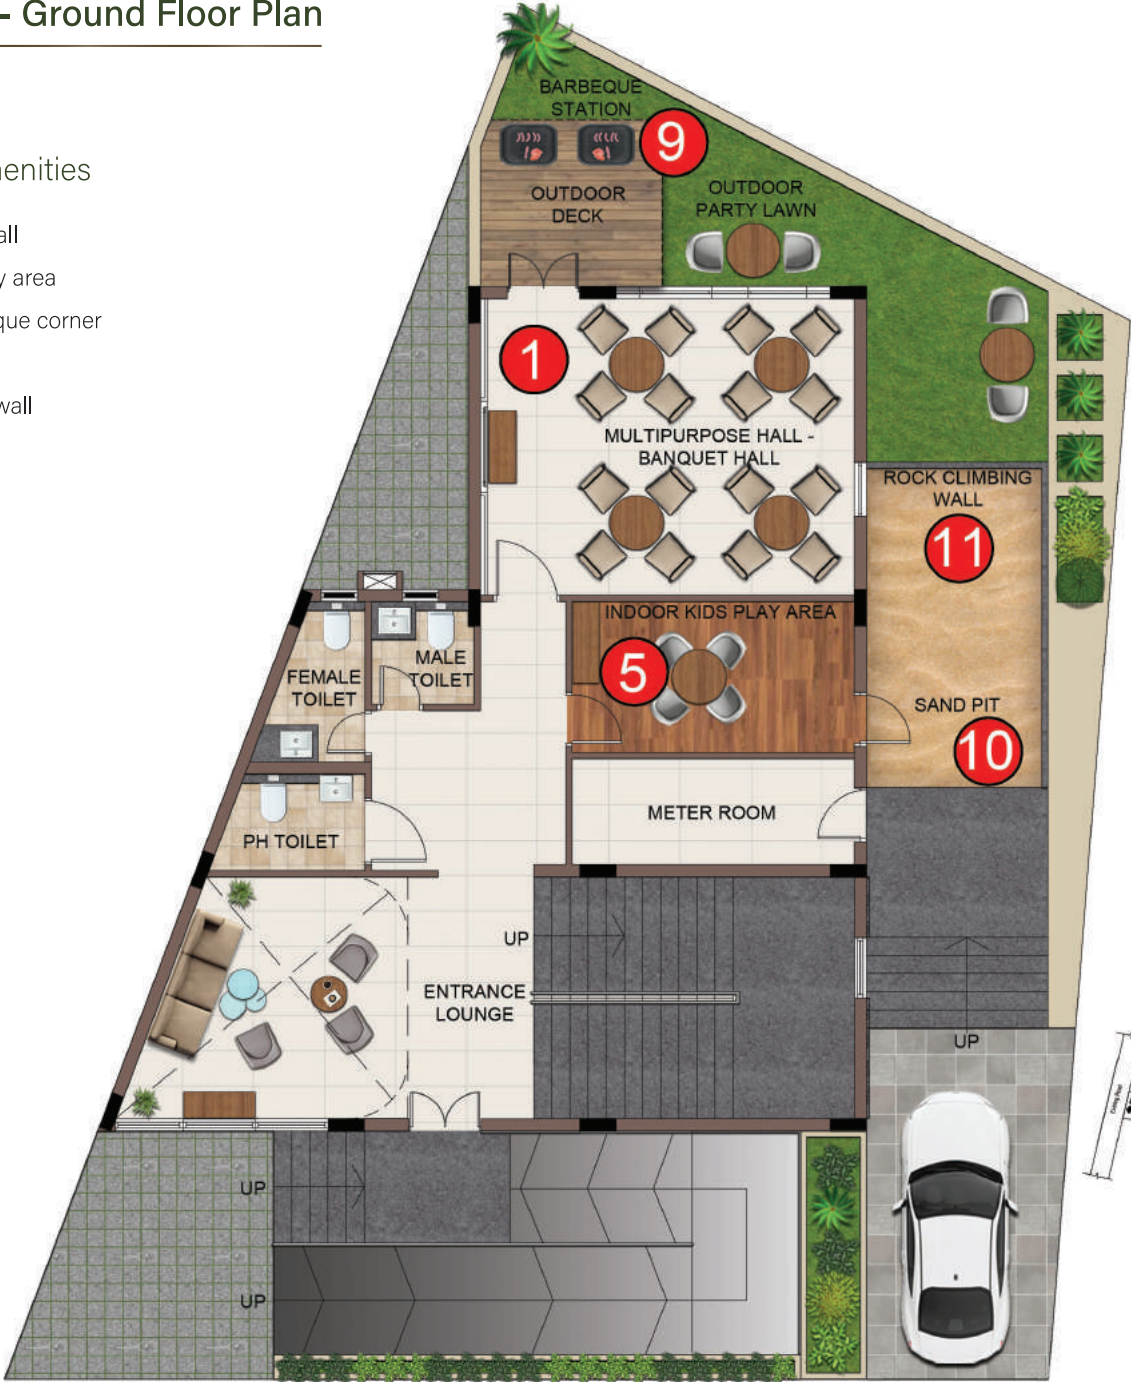 - Ground Floor Plan
menities
all
y area
que corner
wall
BARBEQUE
STATION
9
OUTDOOR
DECK
OUTDOOR
PARTY LAWN
1
MULTIPURPOSE HALL -
BANQUET HALL
ROCK CLIMBING
WALL
11
INDOOR KIDS PLAY AREA
5
MALE
TOILET
FEMALE
TOILET
SAND PIT
10
METER ROOM
PH TOILET
UP
ENTRANCE
LOUNGE
UP
UP
UP